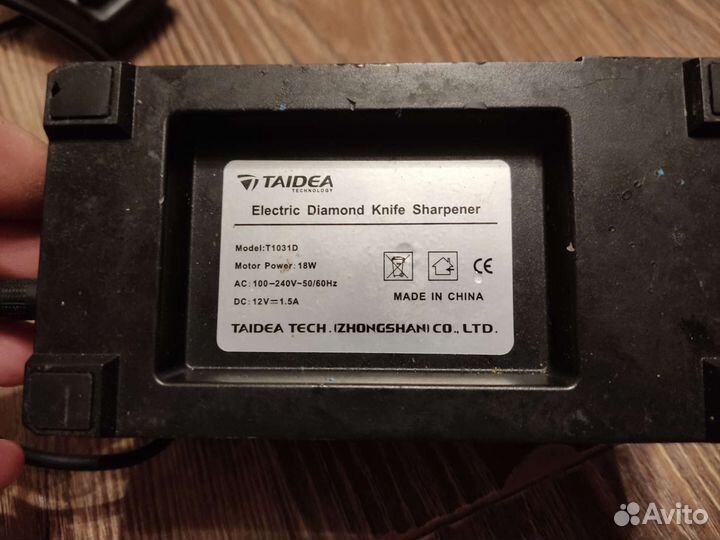 TAIDEA
TECHNOLOGY
Electric Diamond Knife Sharpener
Model:T1031D
Motor Power:18W
AC:100-240V~50/60Hz
DC:12V⎓1.5A
CE
MADE IN CHINA
TAIDEA TECH.(ZHONGSHAN) CO., LTD.
Avito